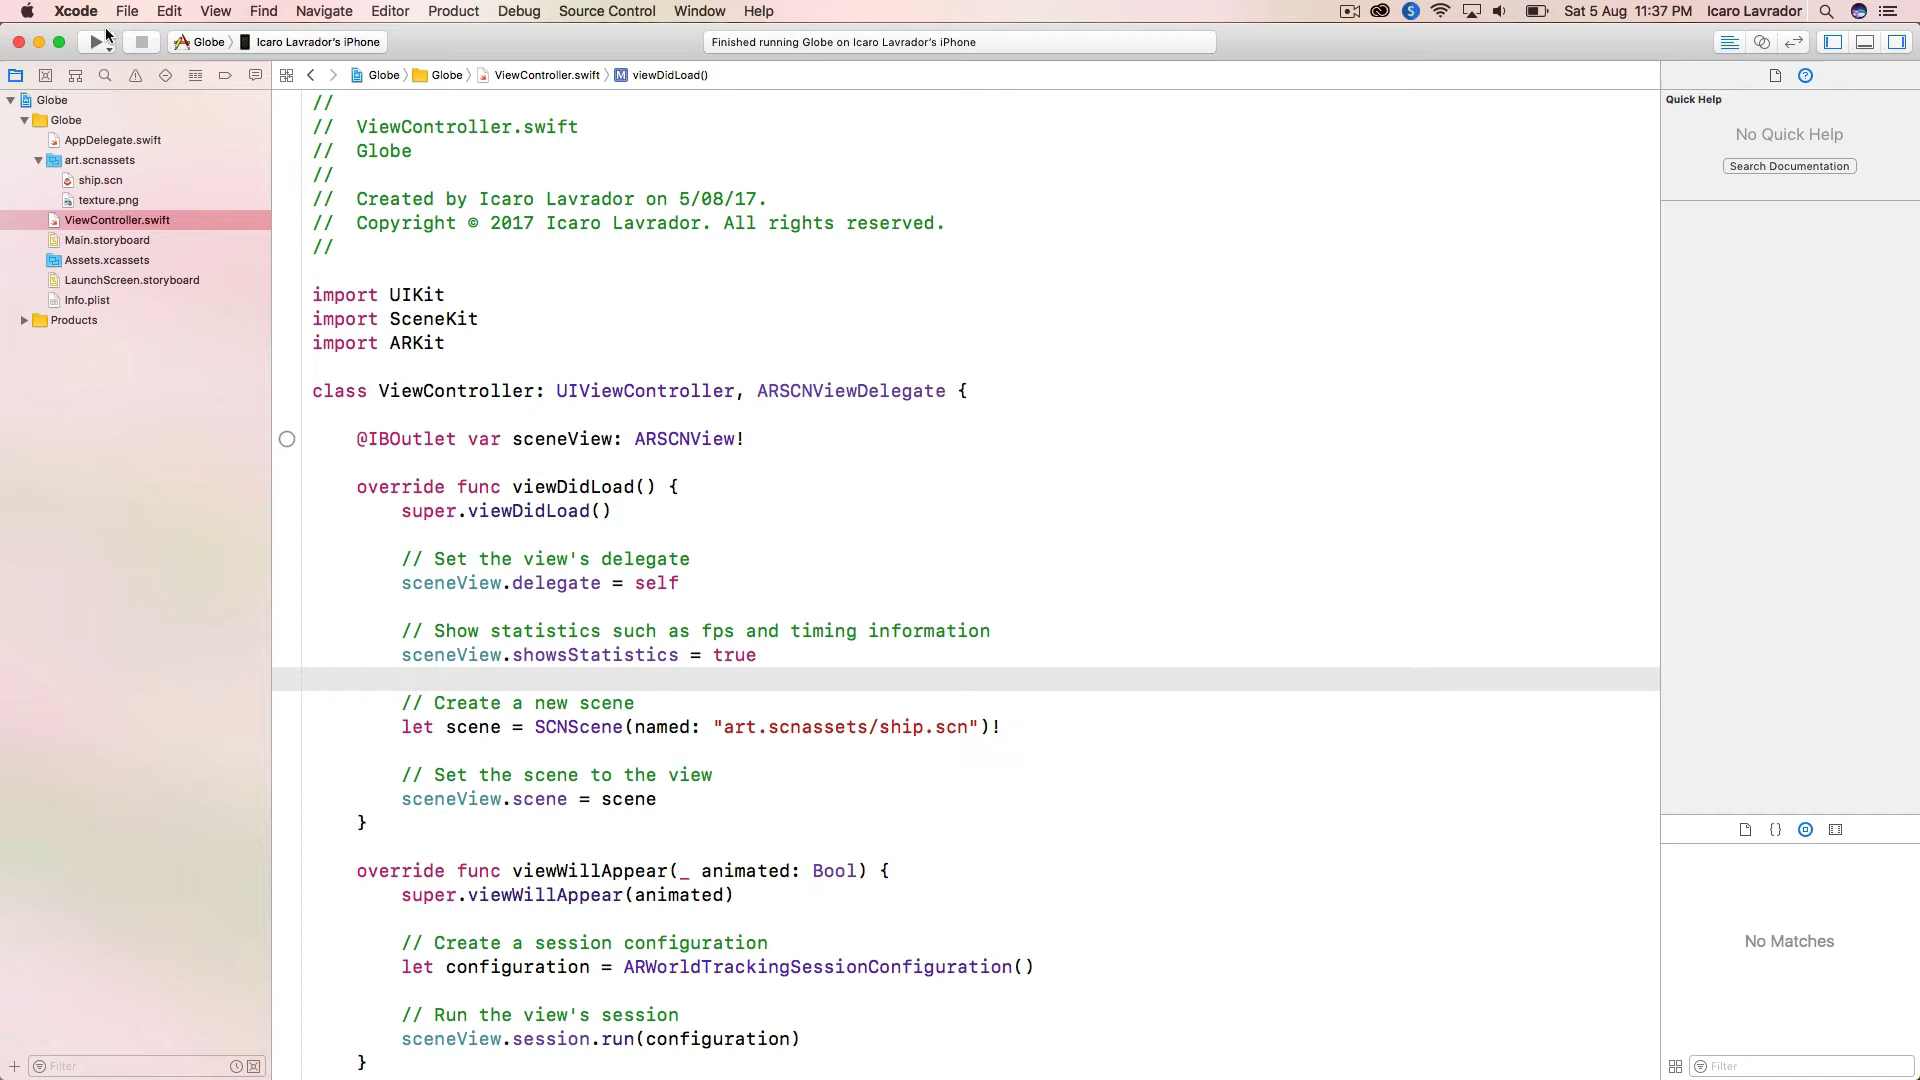 Xcode File Edit View Find Navigate Editor Product Debug Source Control Window Help Sat 5 Aug 11:37 PM Icaro Lavrador
Globe Icaro Lavrador's iPhone Finished running Globe on Icaro Lavrador's iPhone
Globe Globe ViewController.swift M viewDidLoad()
Globe
Globe
AppDelegate.swift
art.scnassets
ship.scn
texture.png
ViewController.swift
Main.storyboard
Assets.xcassets
LaunchScreen.storyboard
Info.plist
Products
Filter
//
// ViewController.swift
// Globe
//
// Created by Icaro Lavrador on 5/08/17.
// Copyright © 2017 Icaro Lavrador. All rights reserved.
//
import UIKit
import SceneKit
import ARKit
class ViewController: UIViewController, ARSCNViewDelegate {
@IBOutlet var sceneView: ARSCNView!
override func viewDidLoad() {
super.viewDidLoad()
// Set the view's delegate
sceneView.delegate = self
// Show statistics such as fps and timing information
sceneView.showsStatistics = true
// Create a new scene
let scene = SCNScene(named: "art.scnassets/ship.scn")!
// Set the scene to the view
sceneView.scene = scene
}
override func viewWillAppear(_ animated: Bool) {
super.viewWillAppear(animated)
// Create a session configuration
let configuration = ARWorldTrackingSessionConfiguration()
// Run the view's session
sceneView.session.run(configuration)
}
Quick Help
No Quick Help
Search Documentation
{}
No Matches
Filter